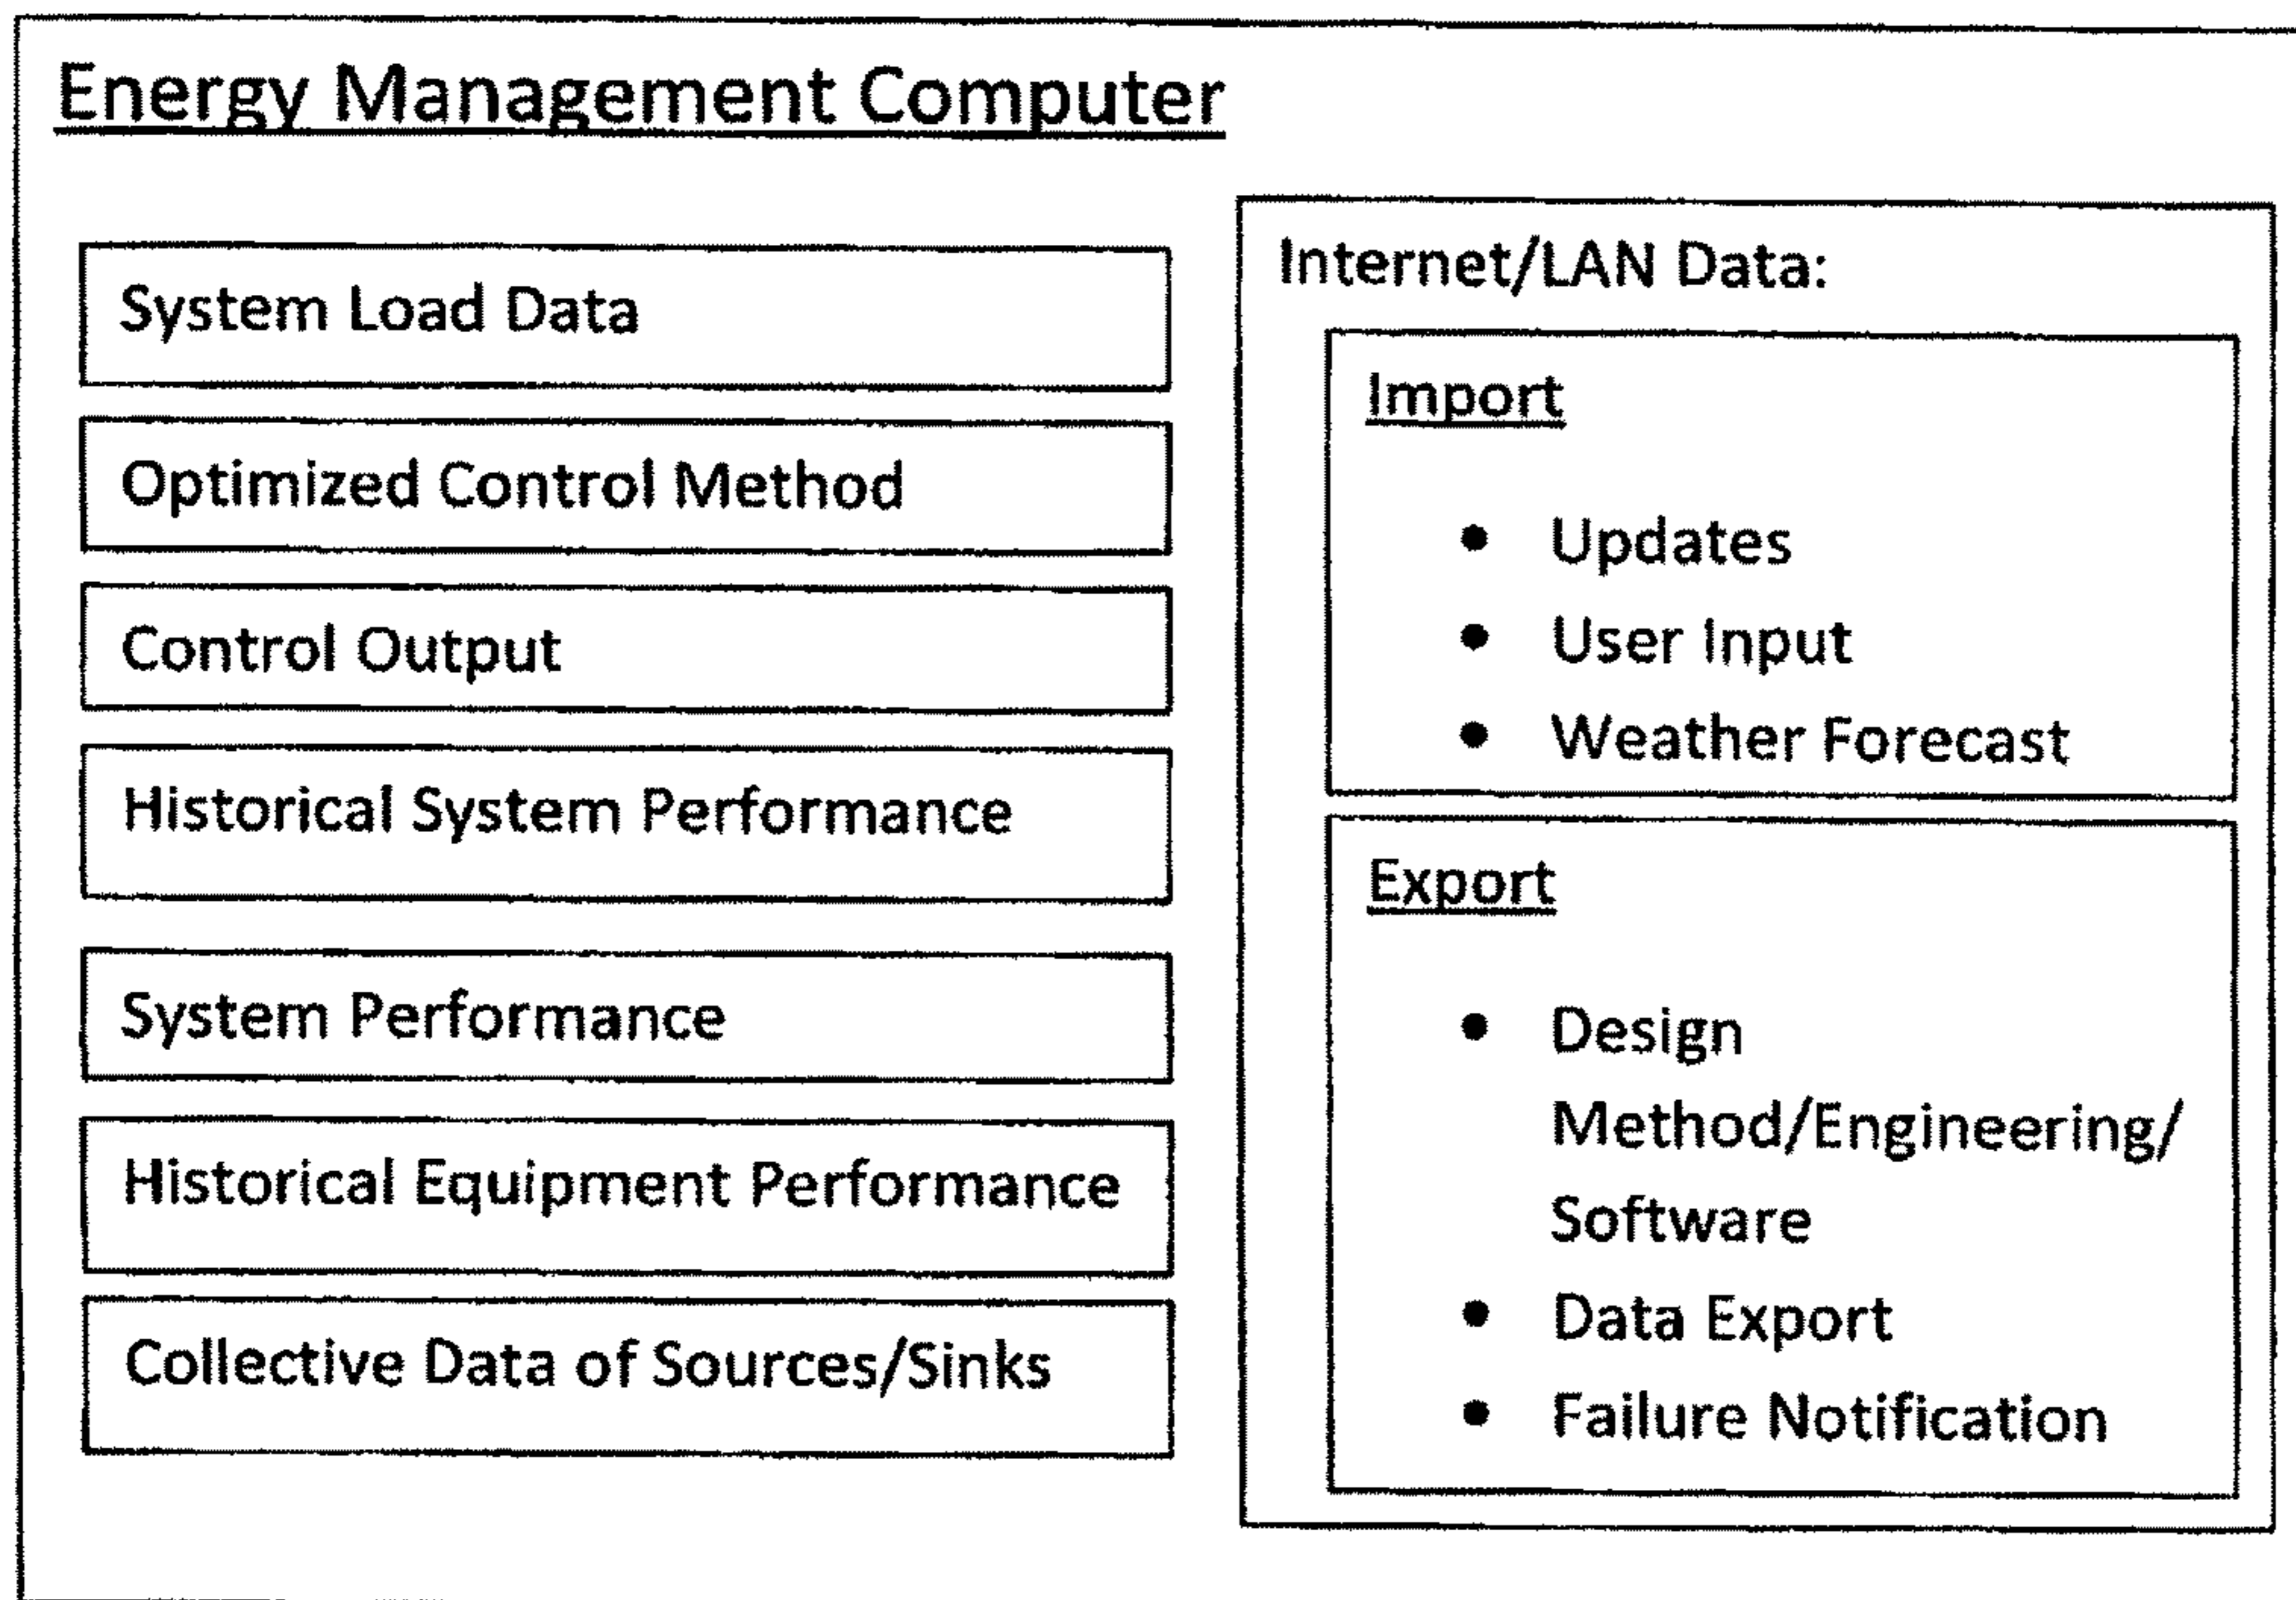 Energy Management Computer
System Load Data
Optimized Control Method
Control Output
Historical System Performance
System Performance
Historical Equipment Performance
Collective Data of Sources/Sinks
Internet/LAN Data:
Import
• Updates
• User Input
• Weather Forecast
Export
• Design
Method/Engineering/
Software
• Data Export
• Failure Notification